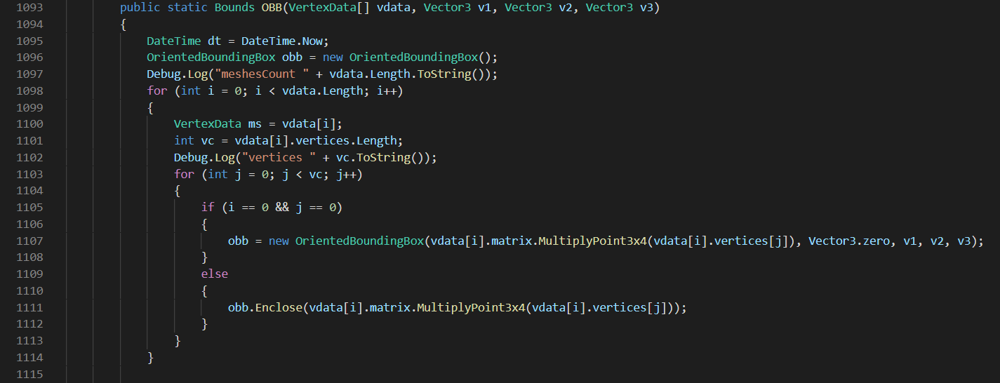 1093 public static Bounds OBB(VertexData[] vdata, Vector3 v1, Vector3 v2, Vector3 v3)
1094 {
1095 DateTime dt = DateTime.Now;
1096 OrientedBoundingBox obb = new OrientedBoundingBox();
1097 Debug.Log("meshesCount " + vdata.Length.ToString());
1098 for (int i = 0; i < vdata.Length; i++)
1099 {
1100 VertexData ms = vdata[i];
1101 int vc = vdata[i].vertices.Length;
1102 Debug.Log("vertices " + vc.ToString());
1103 for (int j = 0; j < vc; j++)
1104 {
1105 if (i == 0 && j == 0)
1106 {
1107 obb = new OrientedBoundingBox(vdata[i].matrix.MultiplyPoint3x4(vdata[i].vertices[j]), Vector3.zero, v1, v2, v3);
1108 }
1109 else
1110 {
1111 obb.Enclose(vdata[i].matrix.MultiplyPoint3x4(vdata[i].vertices[j]));
1112 }
1113 }
1114 }
1115